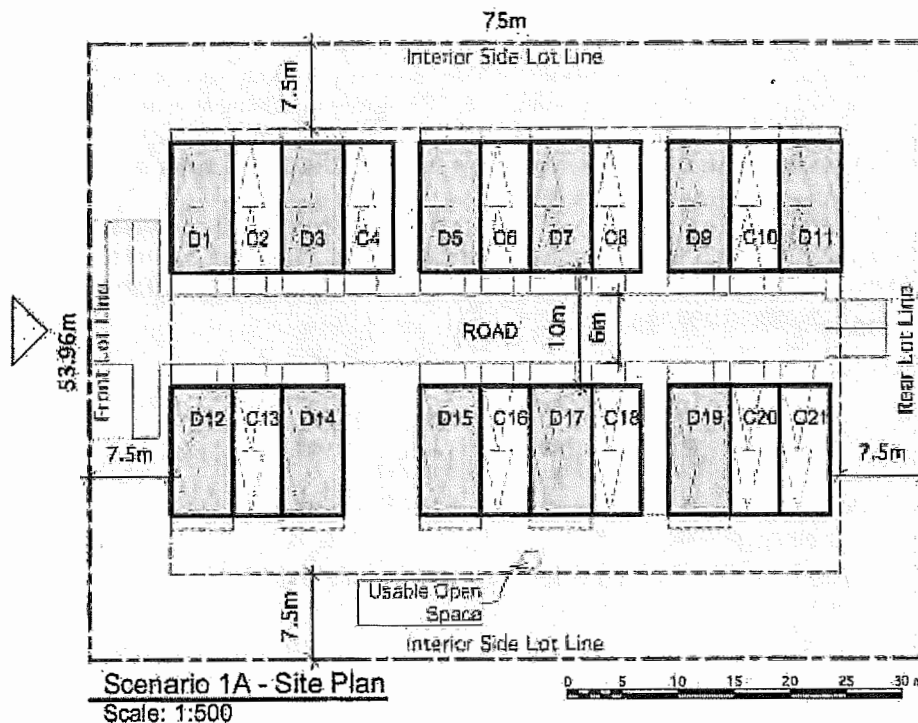 75m
Interior Side Lot Line
7.5m
D1 D2 D3 C4 D5 C6 D7 C8 D9 C10 D11
53.96m
Front Lot Line
ROAD
10m
6m
Rear Lot Line
D12 C13 D14 D15 C16 D17 C18 D19 C20 C21
7.5m
7.5m
Usable Open
Space
7.5m
Interior Side Lot Line
Scenario 1A - Site Plan
Scale: 1:500
0 5 10 15 20 25 30 m